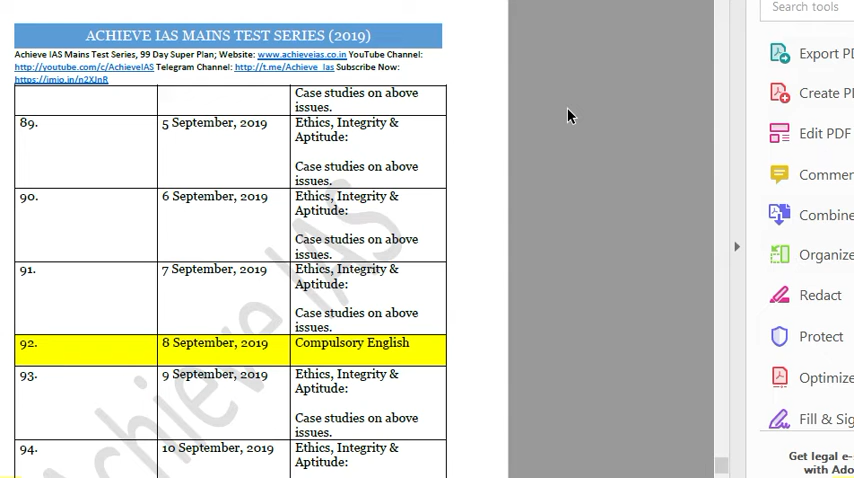 ACHIEVE IAS MAINS TEST SERIES (2019)
Achieve IAS Mains Test Series, 99 Day Super Plan; Website: www.achieveias.co.in YouTube Channel:
http://youtube.com/c/AchieveIAS Telegram Channel: http://t.me/Achieve_Ias Subscribe Now:
https://imjo.in/n2XJnR
Case studies on above
issues.
89. 5 September, 2019 Ethics, Integrity &
Aptitude:
Case studies on above
issues.
90. 6 September, 2019 Ethics, Integrity &
Aptitude:
Case studies on above
issues.
91. 7 September, 2019 Ethics, Integrity &
Aptitude:
Case studies on above
issues.
92. 8 September, 2019 Compulsory English
93. 9 September, 2019 Ethics, Integrity &
Aptitude:
Case studies on above
issues.
94. 10 September, 2019 Ethics, Integrity &
Aptitude:
Achieve IAS
Search tools
Export PD
Create PD
Edit PDF
Commen
Combine
Organize
Redact
Protect
Optimize
Fill & Sig
Get legal e-s
with Ado